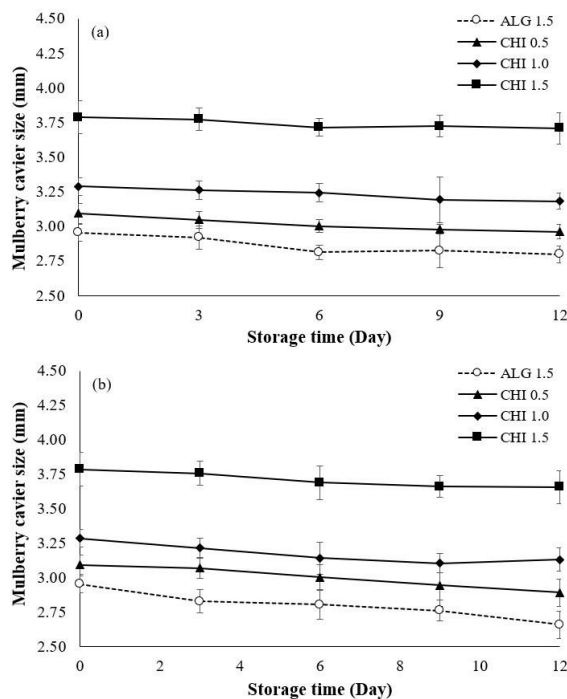 4.50
(a)
ALG 1.5
4.25
CHI 0.5
4.00
CHI 1.0
CHI 1.5
3.75
3.50
3.25
3.00
2.75
2.50
Mulberry cavier size (mm)
0 3 6 9 12
Storage time (Day)
4.50
(b)
ALG 1.5
4.25
CHI 0.5
4.00
CHI 1.0
CHI 1.5
3.75
3.50
3.25
3.00
2.75
2.50
Mulberry cavier size (mm)
0 2 4 6 8 10 12
Storage time (Day)